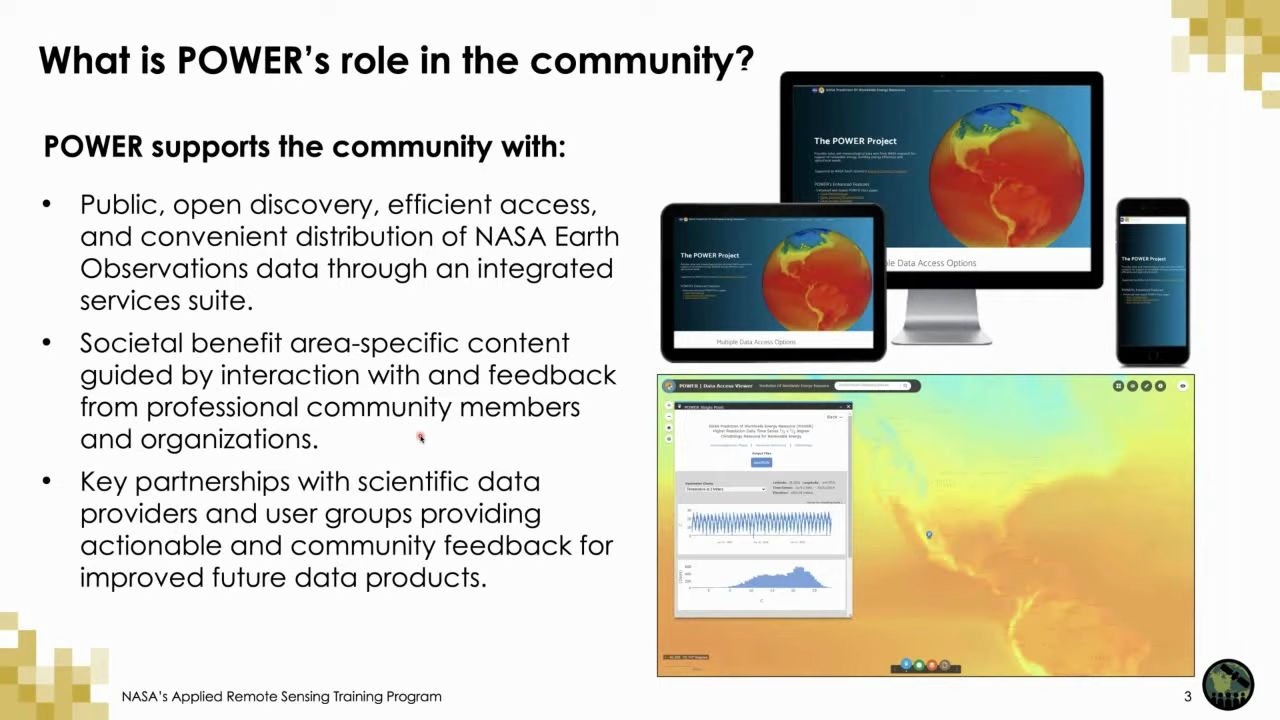 What is POWER's role in the community?
POWER supports the community with:
• Public, open discovery, efficient access,
and convenient distribution of NASA Earth
Observations data through an integrated
services suite.
• Societal benefit area-specific content
guided by interaction with and feedback
from professional community members
and organizations.
• Key partnerships with scientific data
providers and user groups providing
actionable and community feedback for
improved future data products.
The POWER Project
ple Data Access Options
The POWER Project
Multiple Data Access Options
The POWER Project
POWER | Data Access Viewer
POWER Single Point
NASA's Applied Remote Sensing Training Program
3